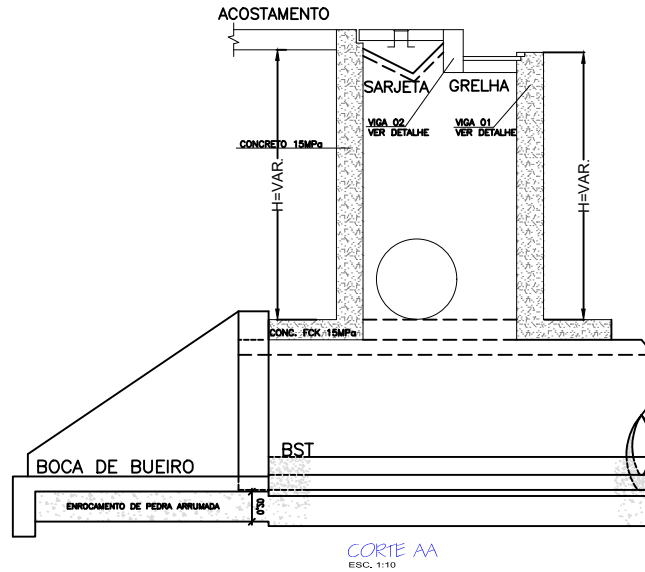 ACOSTAMENTO
SARJETA
GRELHA
VIGA 02
VER DETALHE
VIGA 01
VER DETALHE
CONCRETO 15MPa
H=VAR.
H=VAR.
CONC. FCK 15MPa
BST
BOCA DE BUEIRO
ENROCAMENTO DE PEDRA ARRUMADA
0,30
CORTE AA
ESC. 1:10